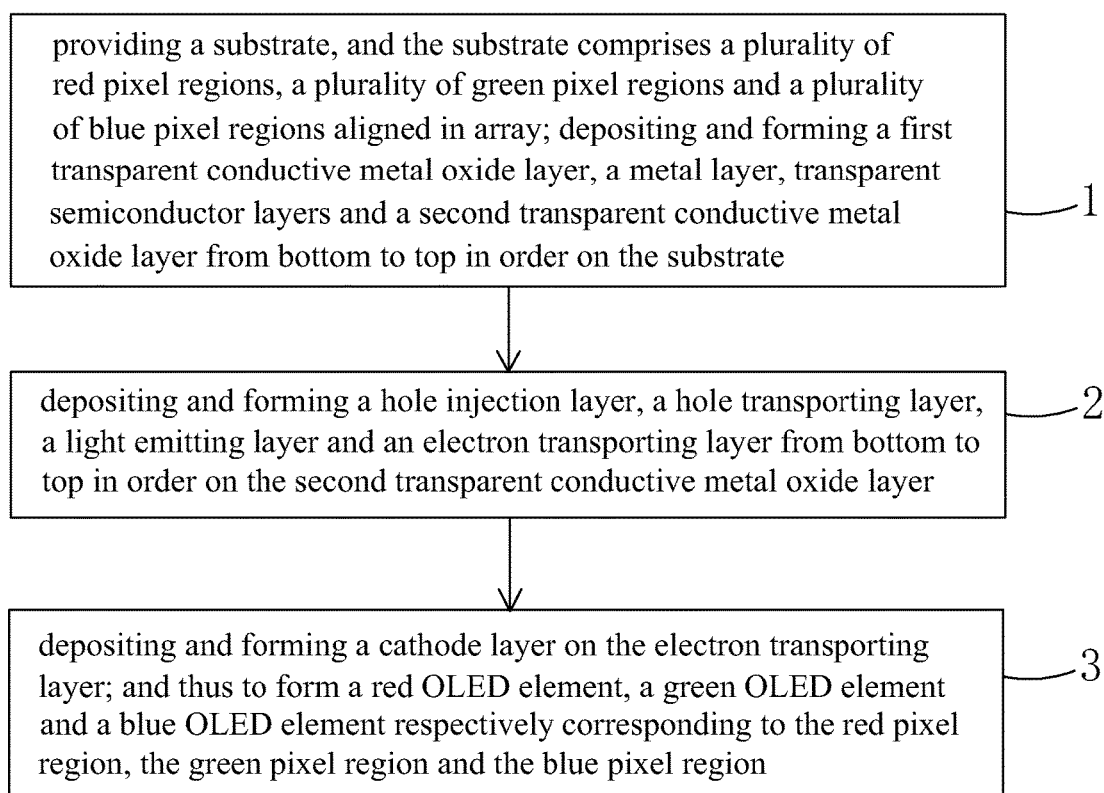 providing a substrate, and the substrate comprises a plurality of
red pixel regions, a plurality of green pixel regions and a plurality
of blue pixel regions aligned in array; depositing and forming a first
transparent conductive metal oxide layer, a metal layer, transparent
semiconductor layers and a second transparent conductive metal
oxide layer from bottom to top in order on the substrate
1
depositing and forming a hole injection layer, a hole transporting layer,
a light emitting layer and an electron transporting layer from bottom to
top in order on the second transparent conductive metal oxide layer
2
depositing and forming a cathode layer on the electron transporting
layer; and thus to form a red OLED element, a green OLED element
and a blue OLED element respectively corresponding to the red pixel
region, the green pixel region and the blue pixel region
3